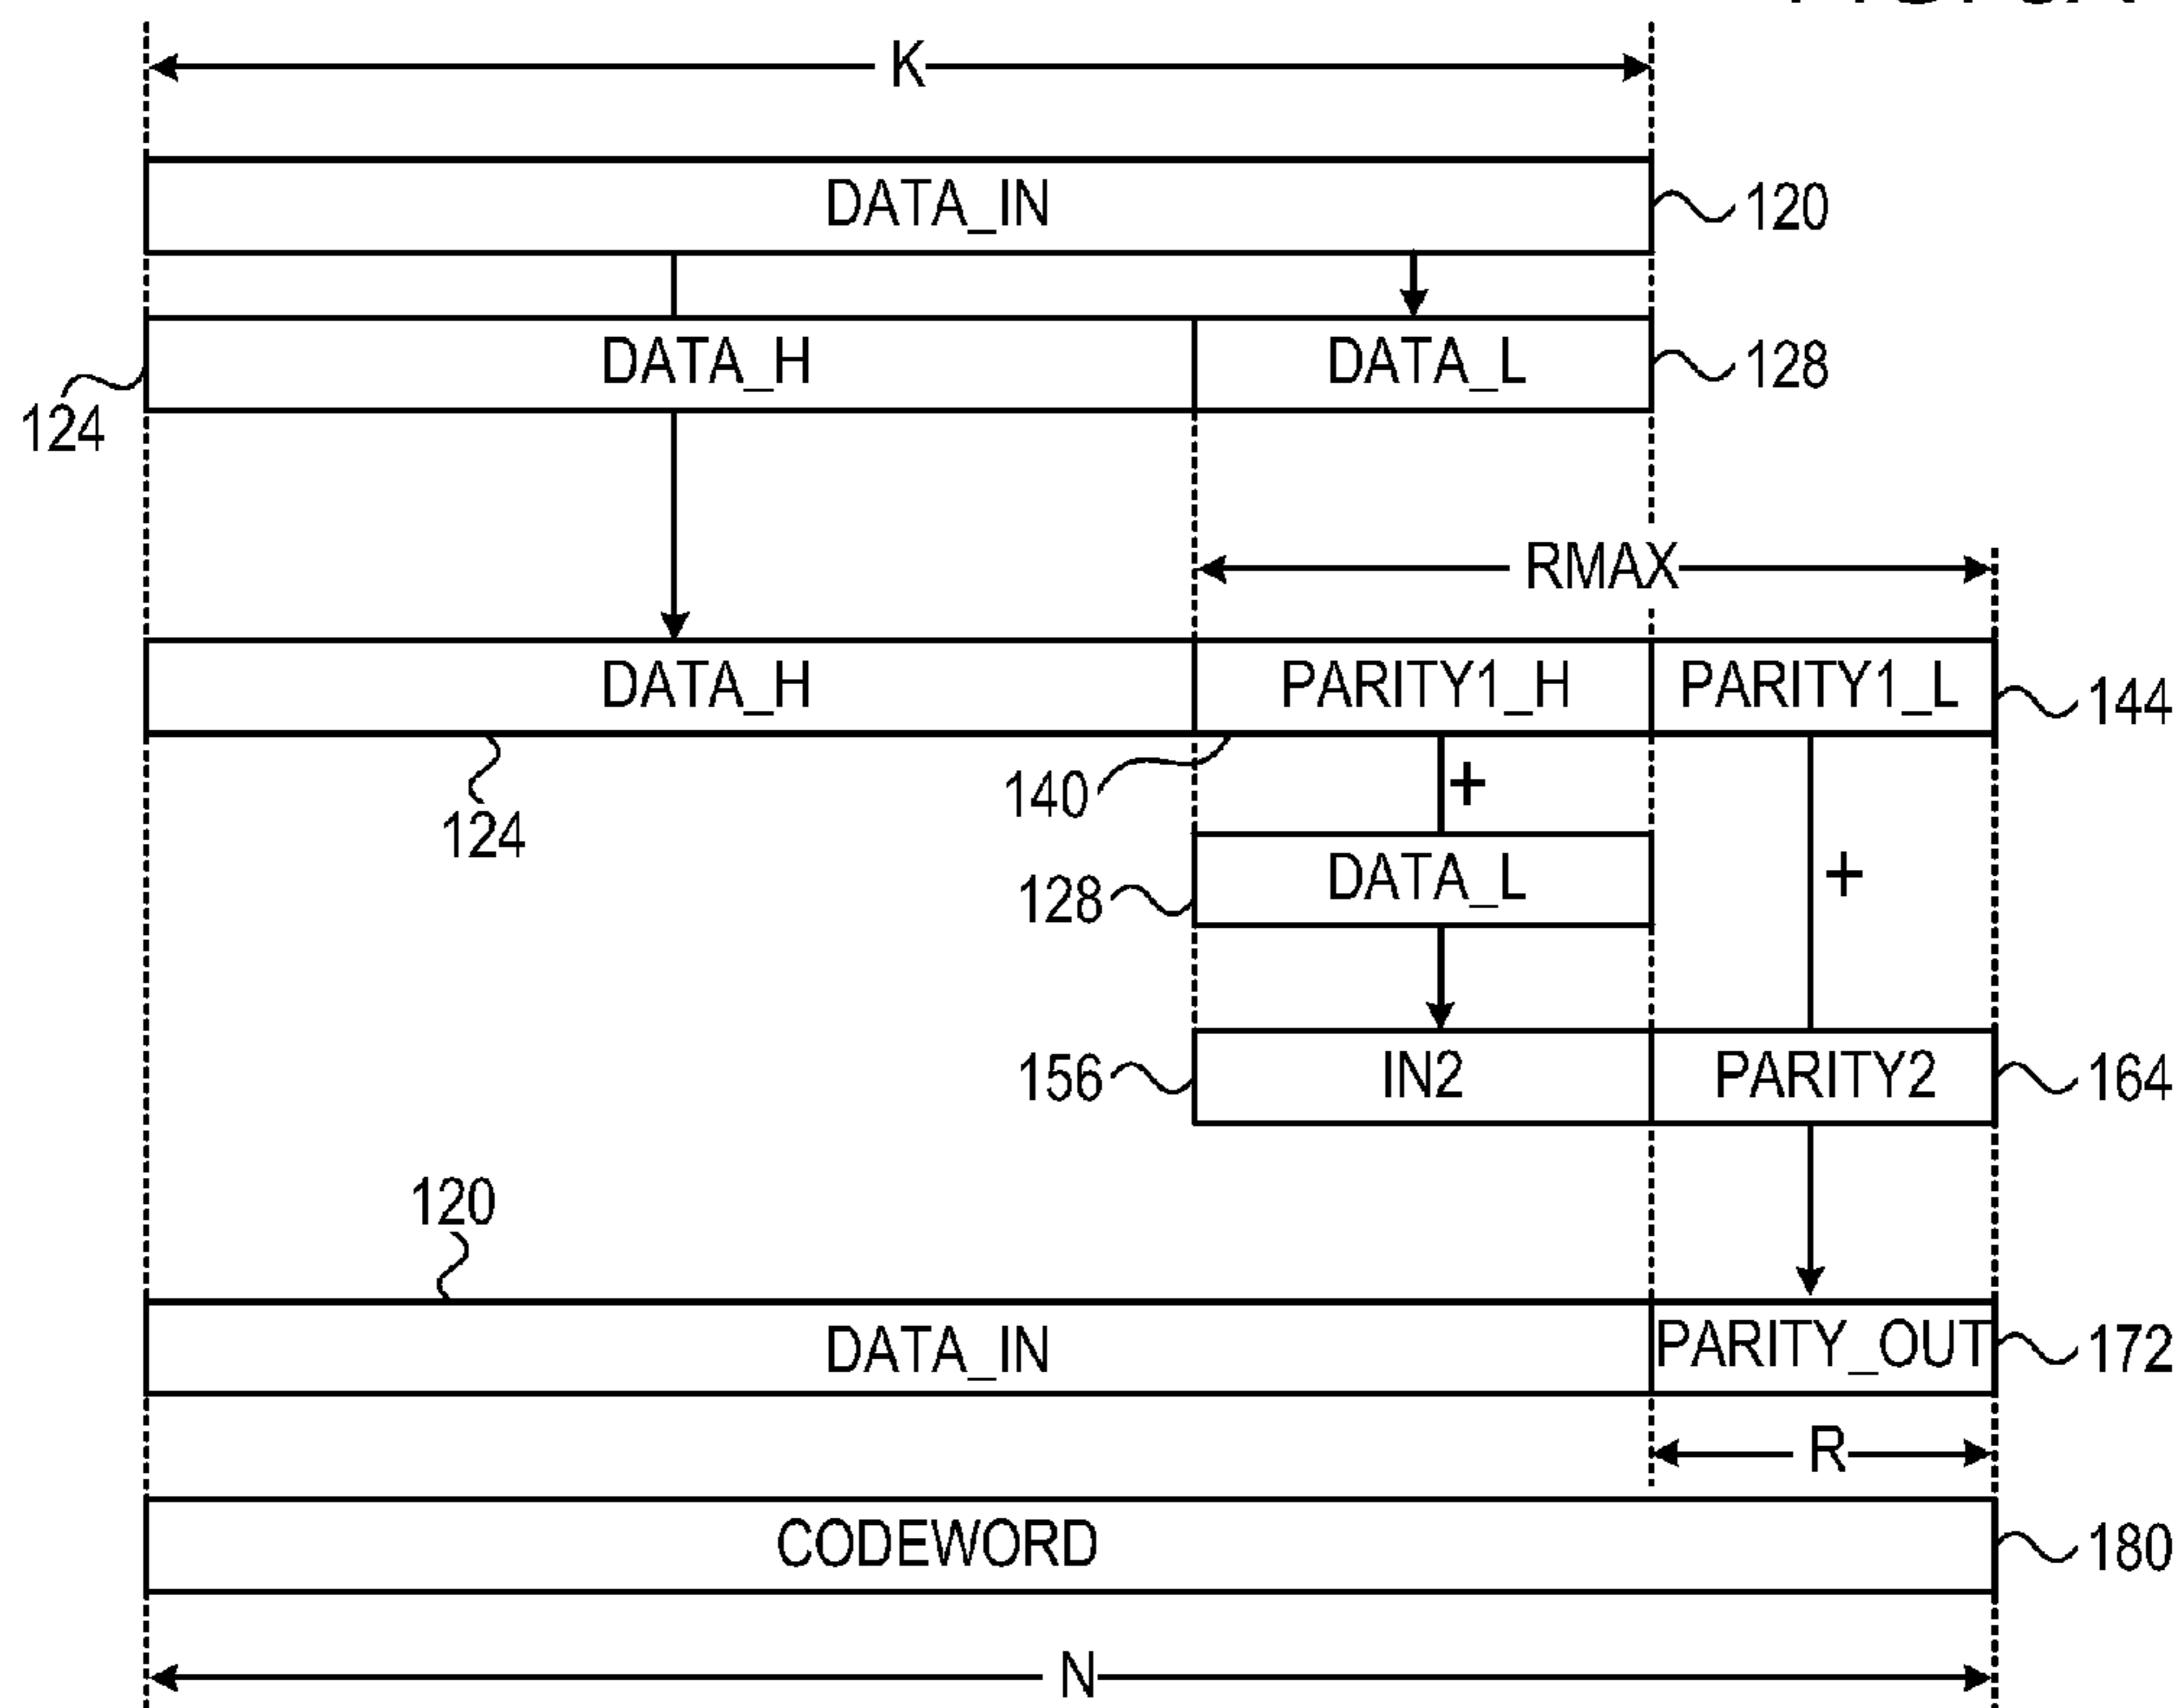 K
DATA_IN
120
DATA_H
DATA_L
128
124
RMAX
DATA_H
PARITY1_H
PARITY1_L
144
124
140
+
128
DATA_L
+
156
IN2
PARITY2
164
120
DATA_IN
PARITY_OUT
172
R
CODEWORD
180
N